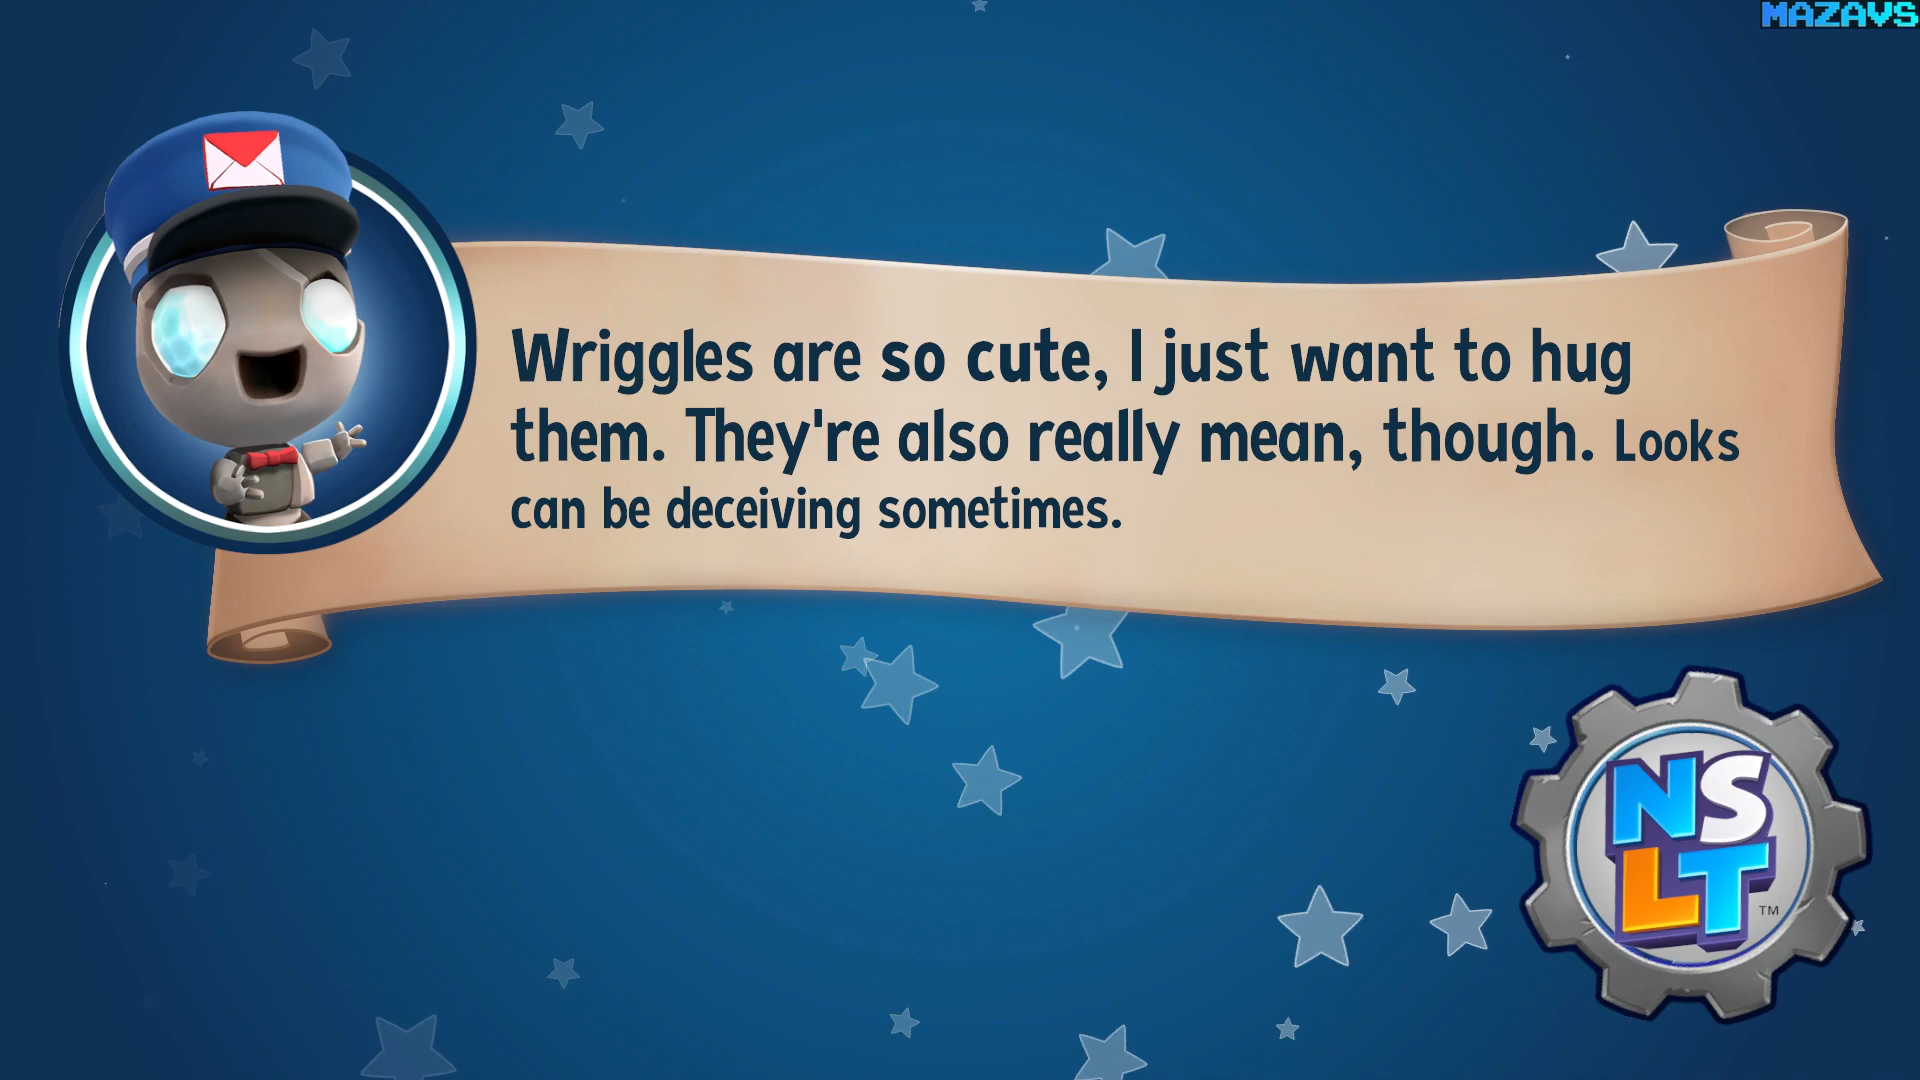 MAZAVS
Wriggles are so cute, I just want to hug
them. They're also really mean, though. Looks
can be deceiving sometimes.
NS
LT
TM